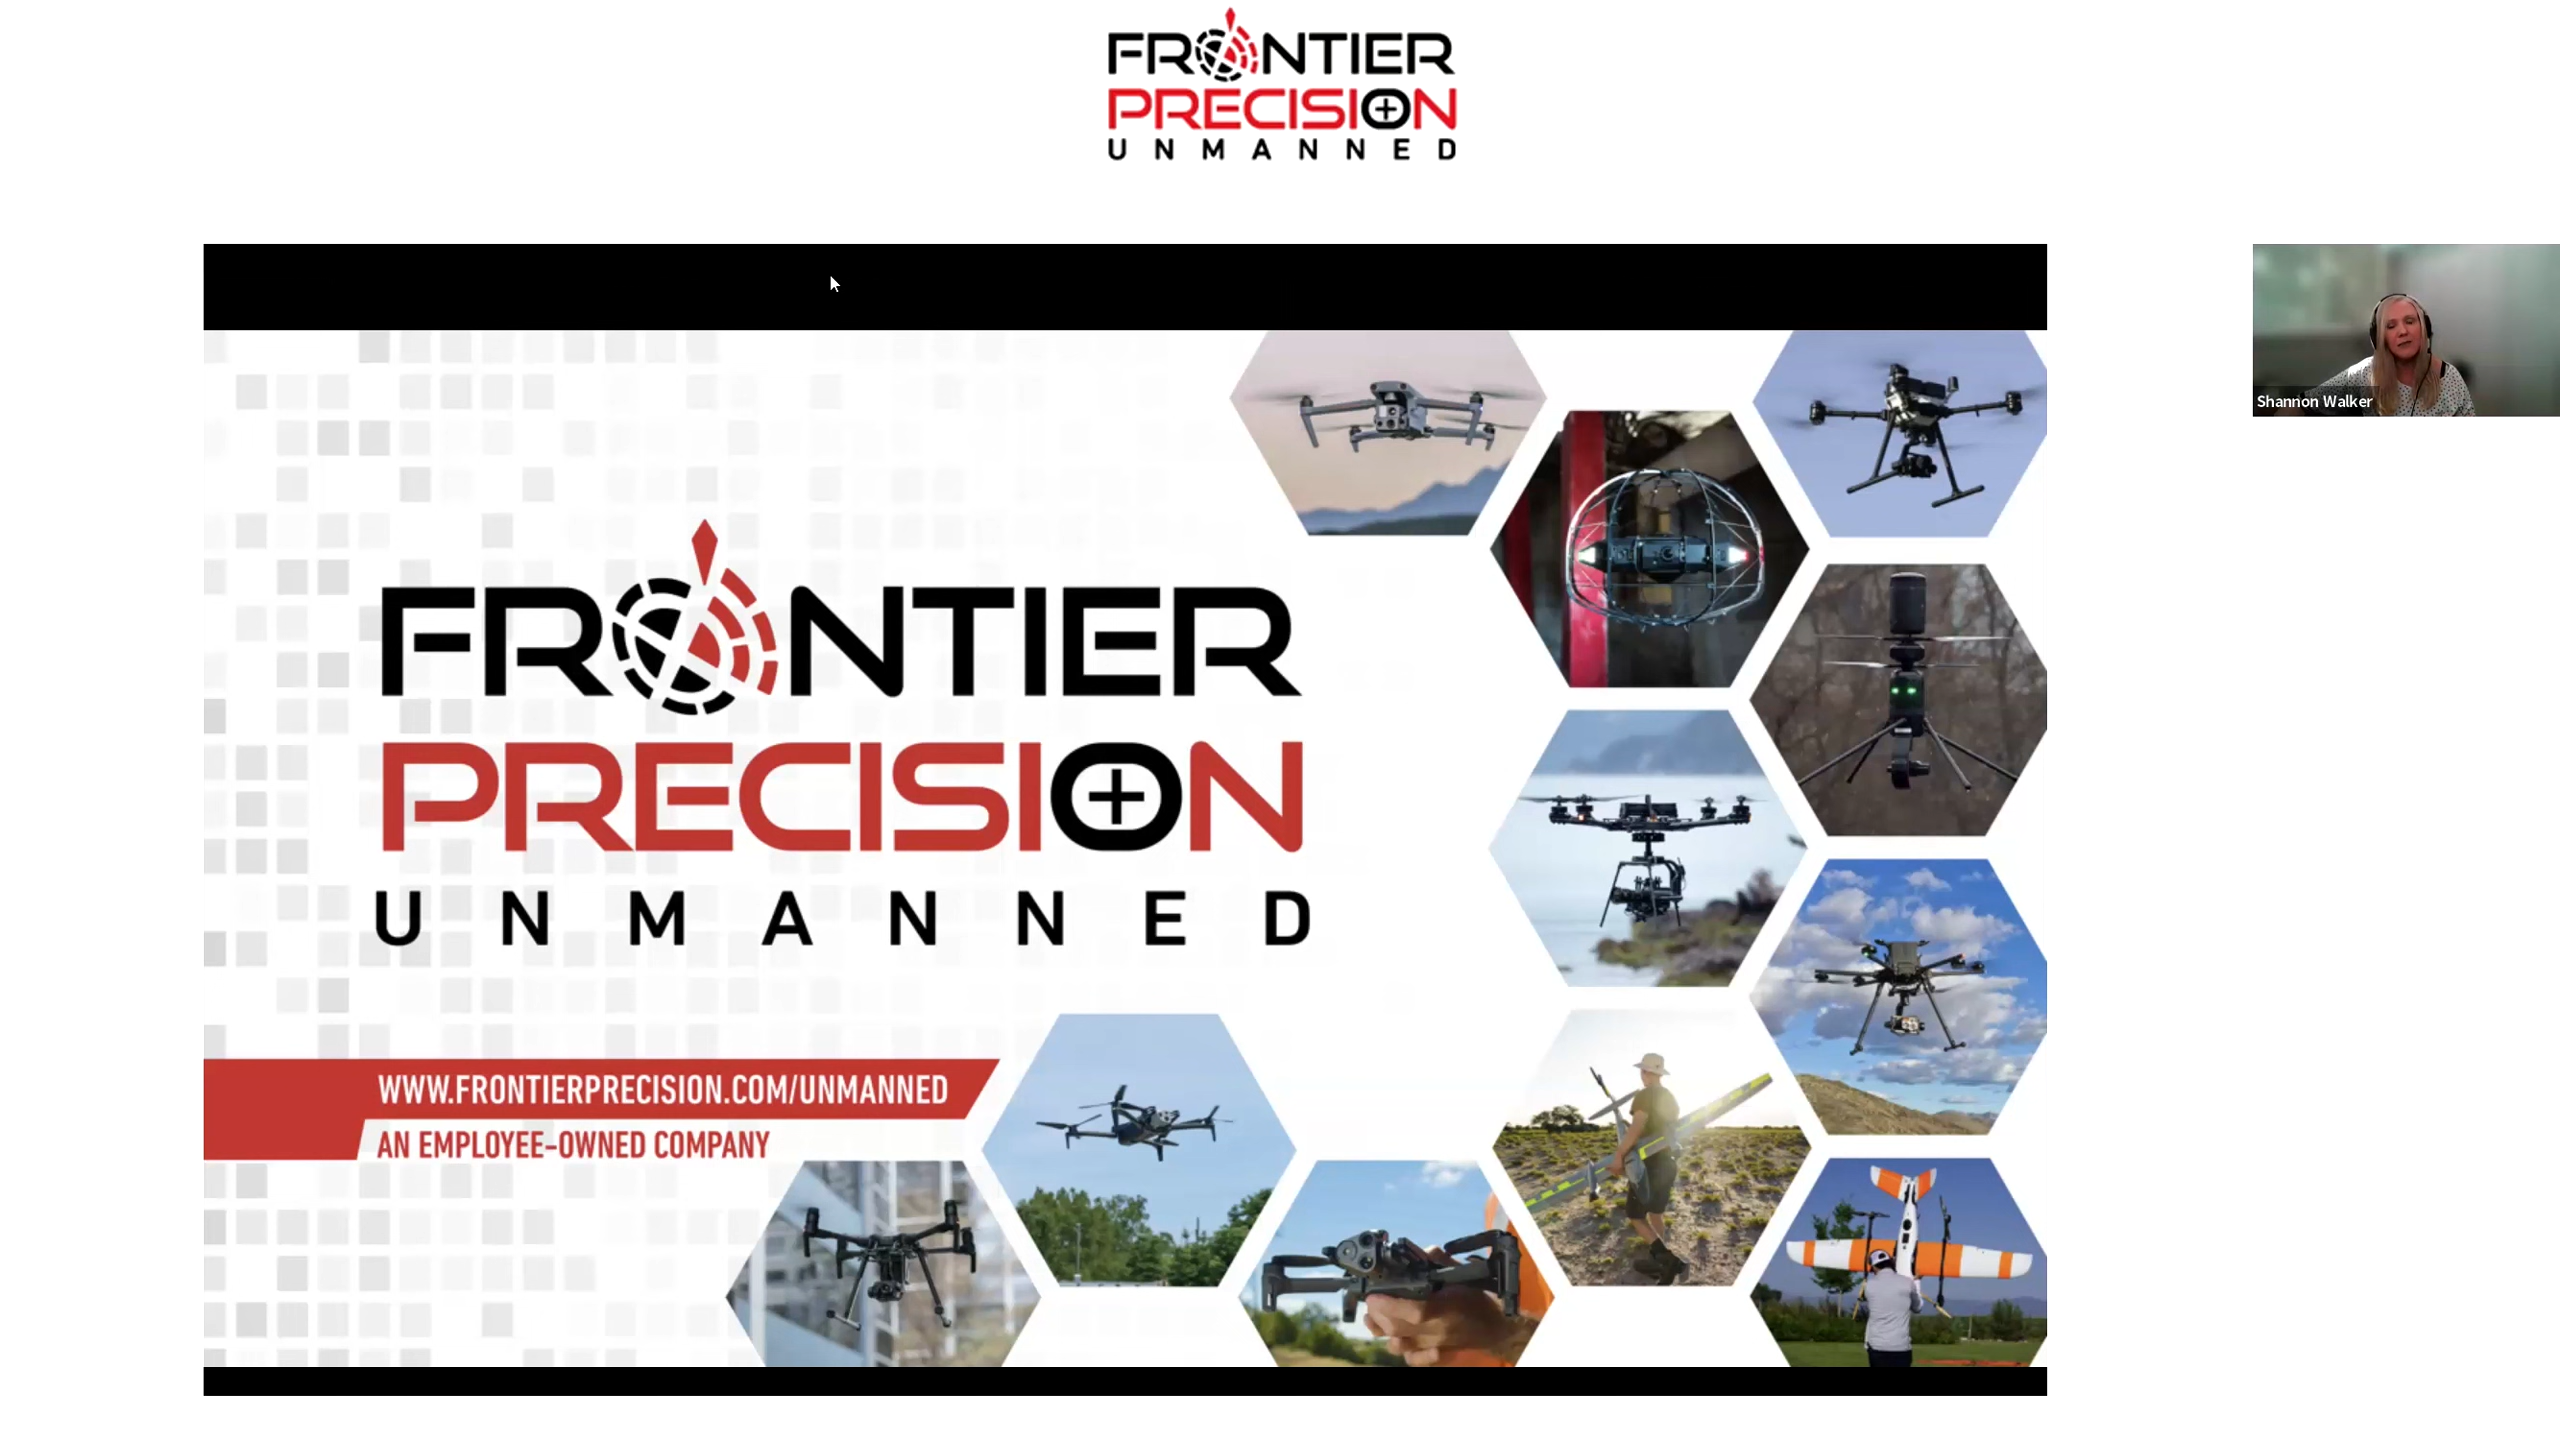 FRONTIER
PRECISION
UNMANNED
Shannon Walker
FRONTIER
PRECISION
UNMANNED
WWW.FRONTIERPRECISION.COM/UNMANNED
AN EMPLOYEE-OWNED COMPANY